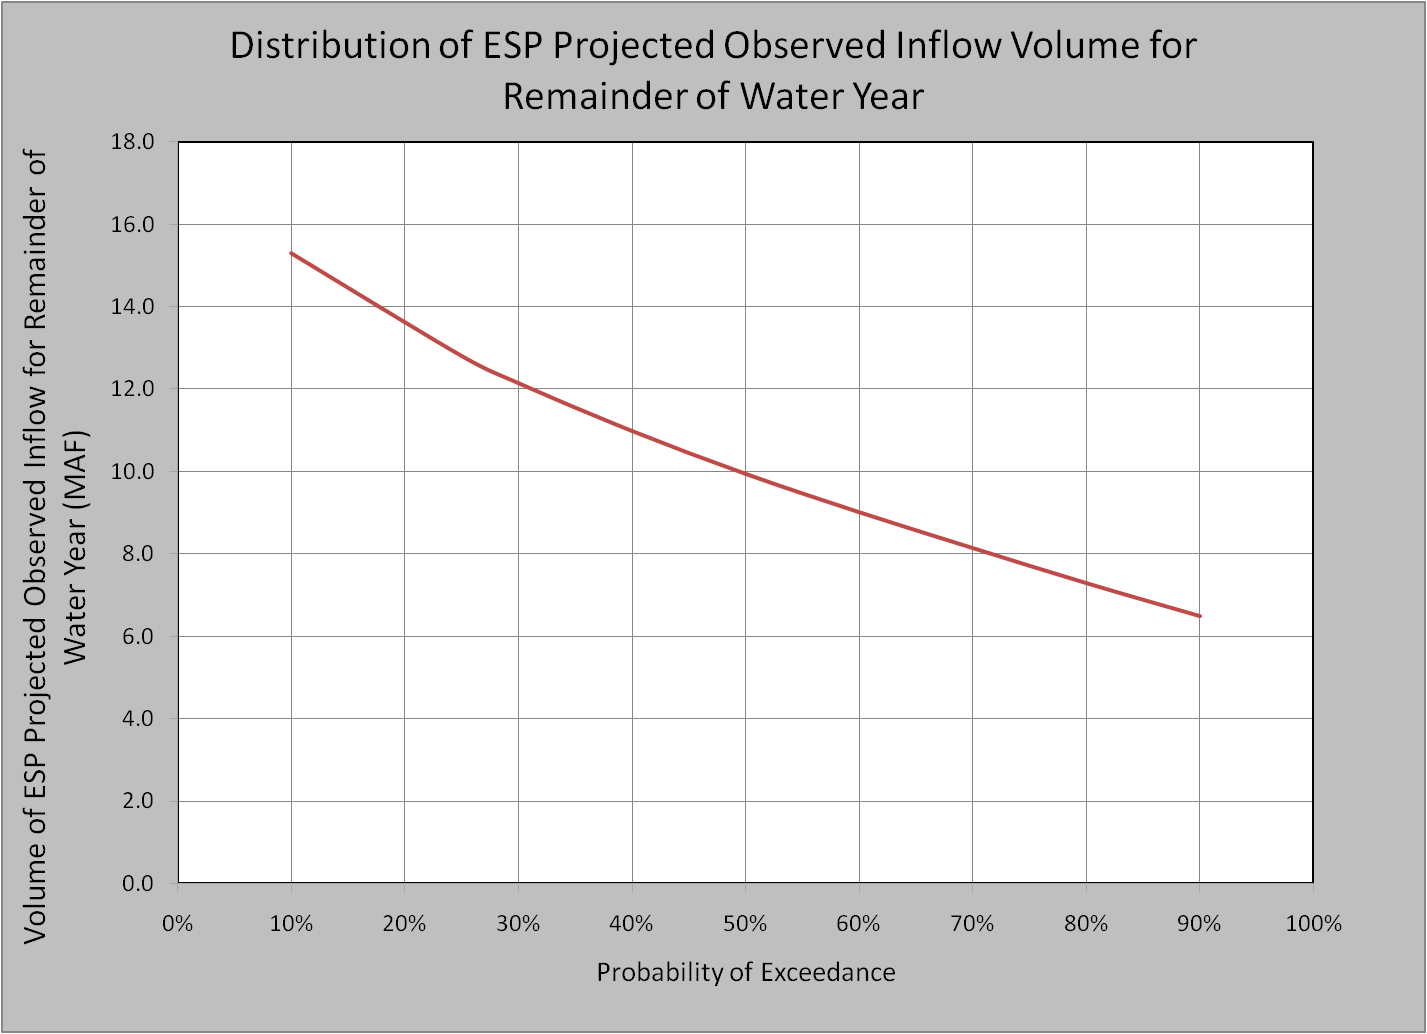 Distribution of ESP Projected Observed Inflow Volume for
Remainder of Water Year
Volume of ESP Projected Observed Inflow for Remainder of
Water Year (MAF)
18.0
16.0
14.0
12.0
10.0
8.0
6.0
4.0
2.0
0.0
0% 10% 20% 30% 40% 50% 60% 70% 80% 90% 100%
Probability of Exceedance